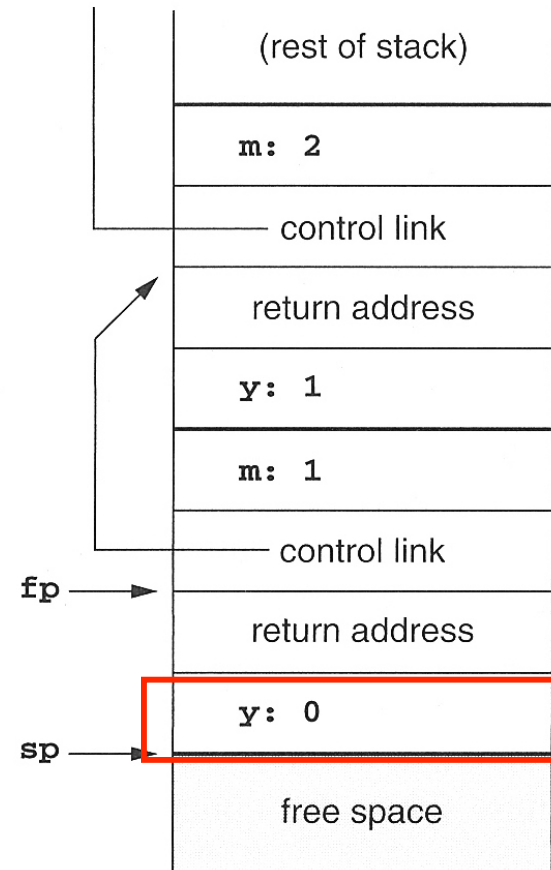 (rest of stack)
m: 2
control link
return address
y: 1
m: 1
control link
fp
return address
y: 0
sp
free space